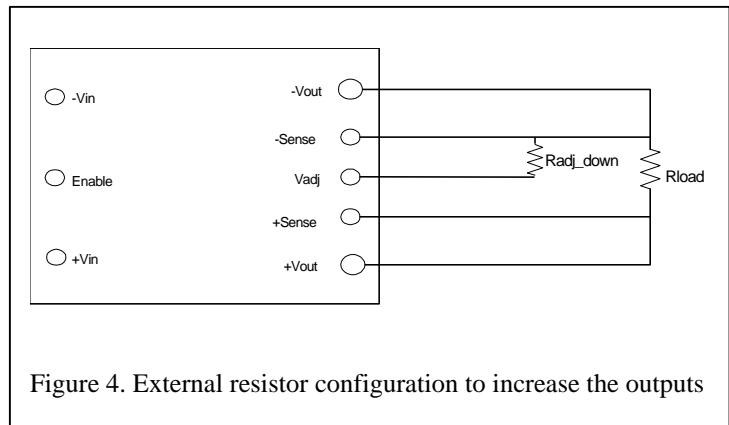 -Vin
-Vout
-Sense
Radj_down
Enable
Vadj
Rload
+Sense
+Vin
+Vout
Figure 4. External resistor configuration to increase the outputs